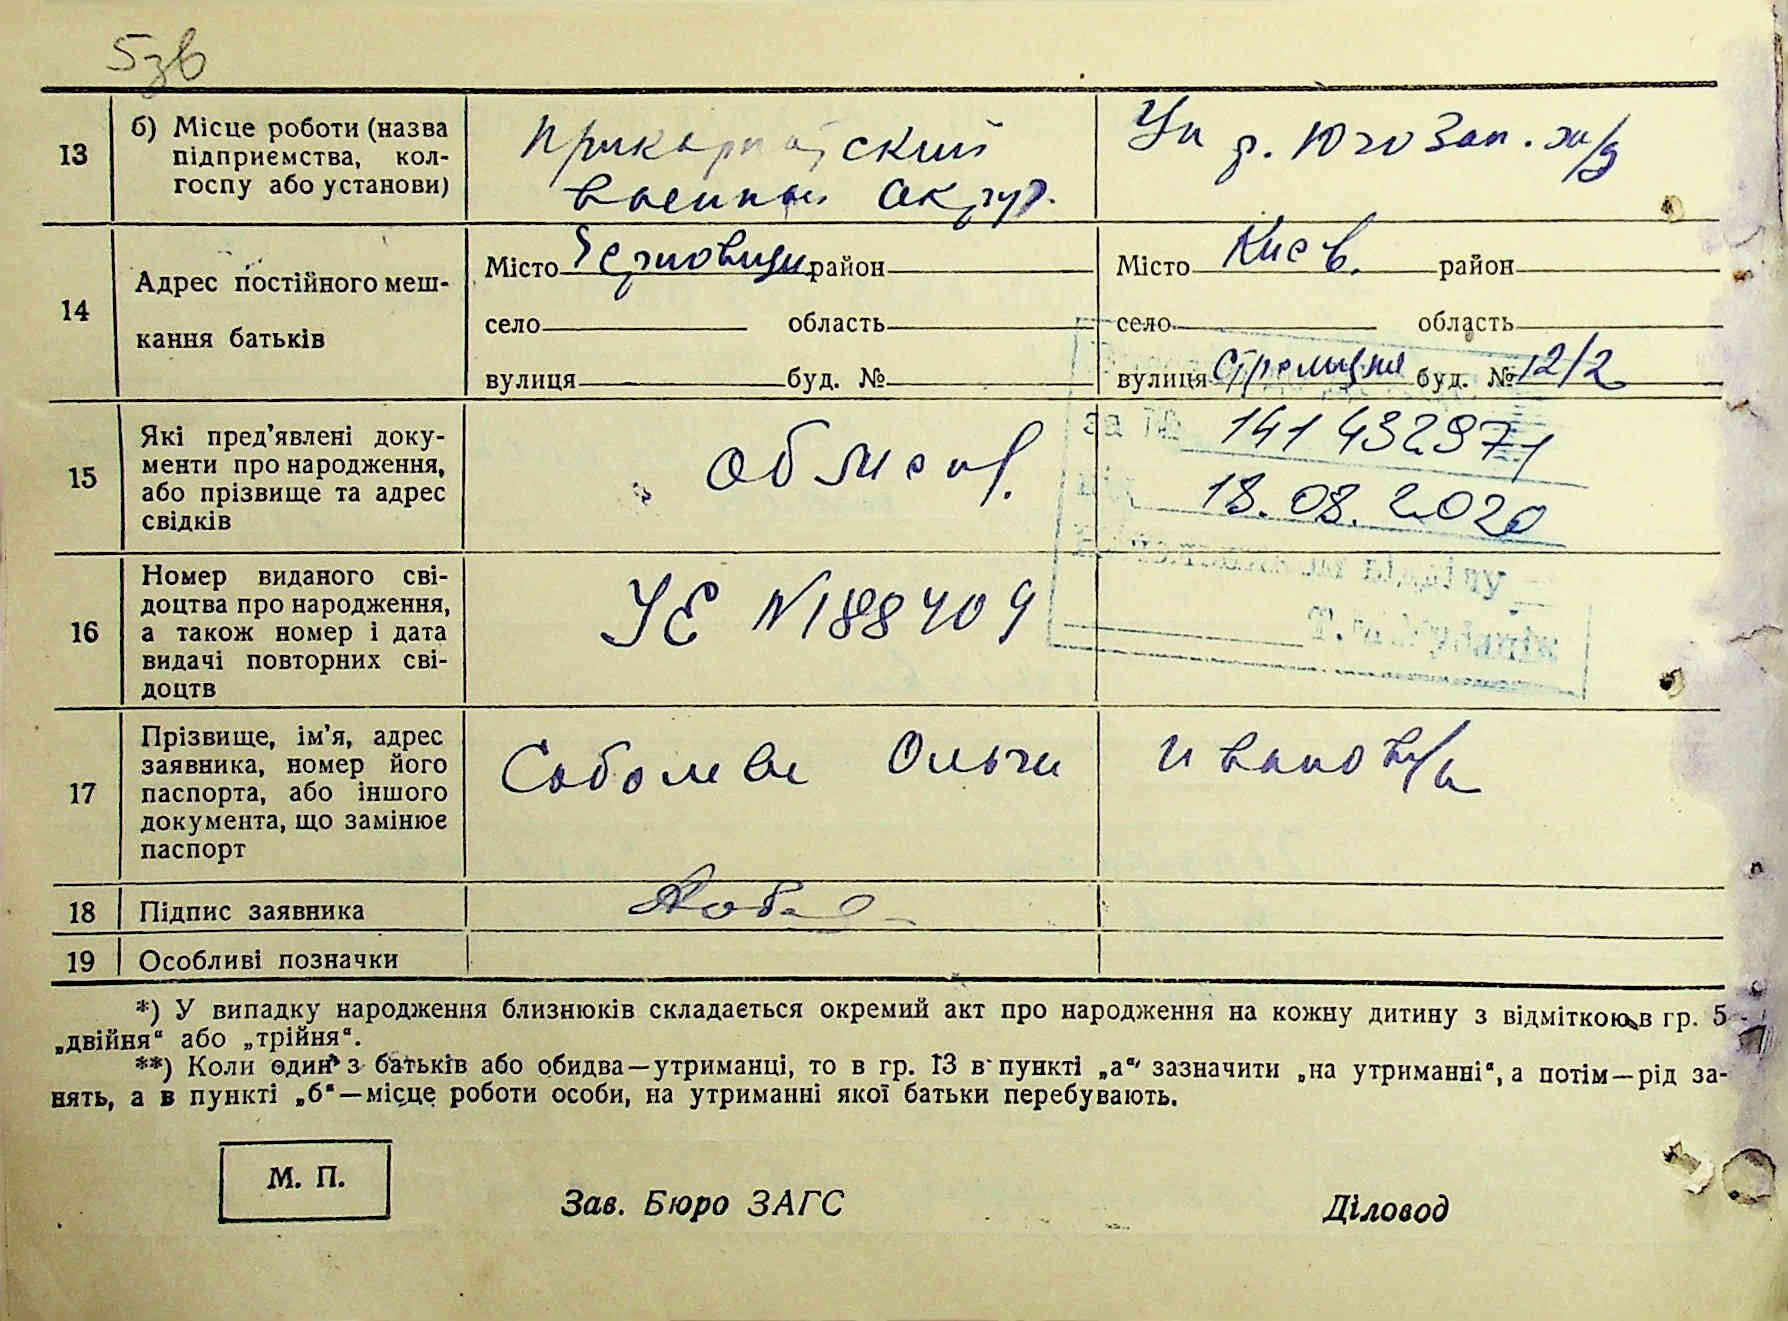 5зв
13
б) Місце роботи (назва
підприємства, кол-
госпу або установи)
Прикарпатский
военный округ.
Уп р. Юго Зап. ж/д
14
Адрес постійного меш-
кання батьків
Місто Черновицы район
село область
вулиця буд. №
Місто Киев. район
село область
вулиця Стрелецкая буд. № 12/2
15
Які пред'явлені доку-
менти про народження,
або прізвище та адрес
свідків
за № 141432971
18.08.2020
16
Номер виданого сві-
доцтва про народження,
а також номер і дата
видачі повторних сві-
доцтв
УЕ №188409
17
Прізвище, ім'я, адрес
заявника, номер його
паспорта, або іншого
документа, що замінює
паспорт
Соболева Ольга Ивановна
18
Підпис заявника
19
Особливі позначки
*) У випадку народження близнюків складається окремий акт про народження на кожну дитину з відміткою в гр. 5 -
„двійня“ або „трійня“.
**) Коли один з батьків або обидва—утриманці, то в гр. 13 в пункті „а“ зазначити „на утриманні“, а потім—рід за-
нять, а в пункті „б“—місце роботи особи, на утриманні якої батьки перебувають.
М. П.
Зав. Бюро ЗАГС
Діловод